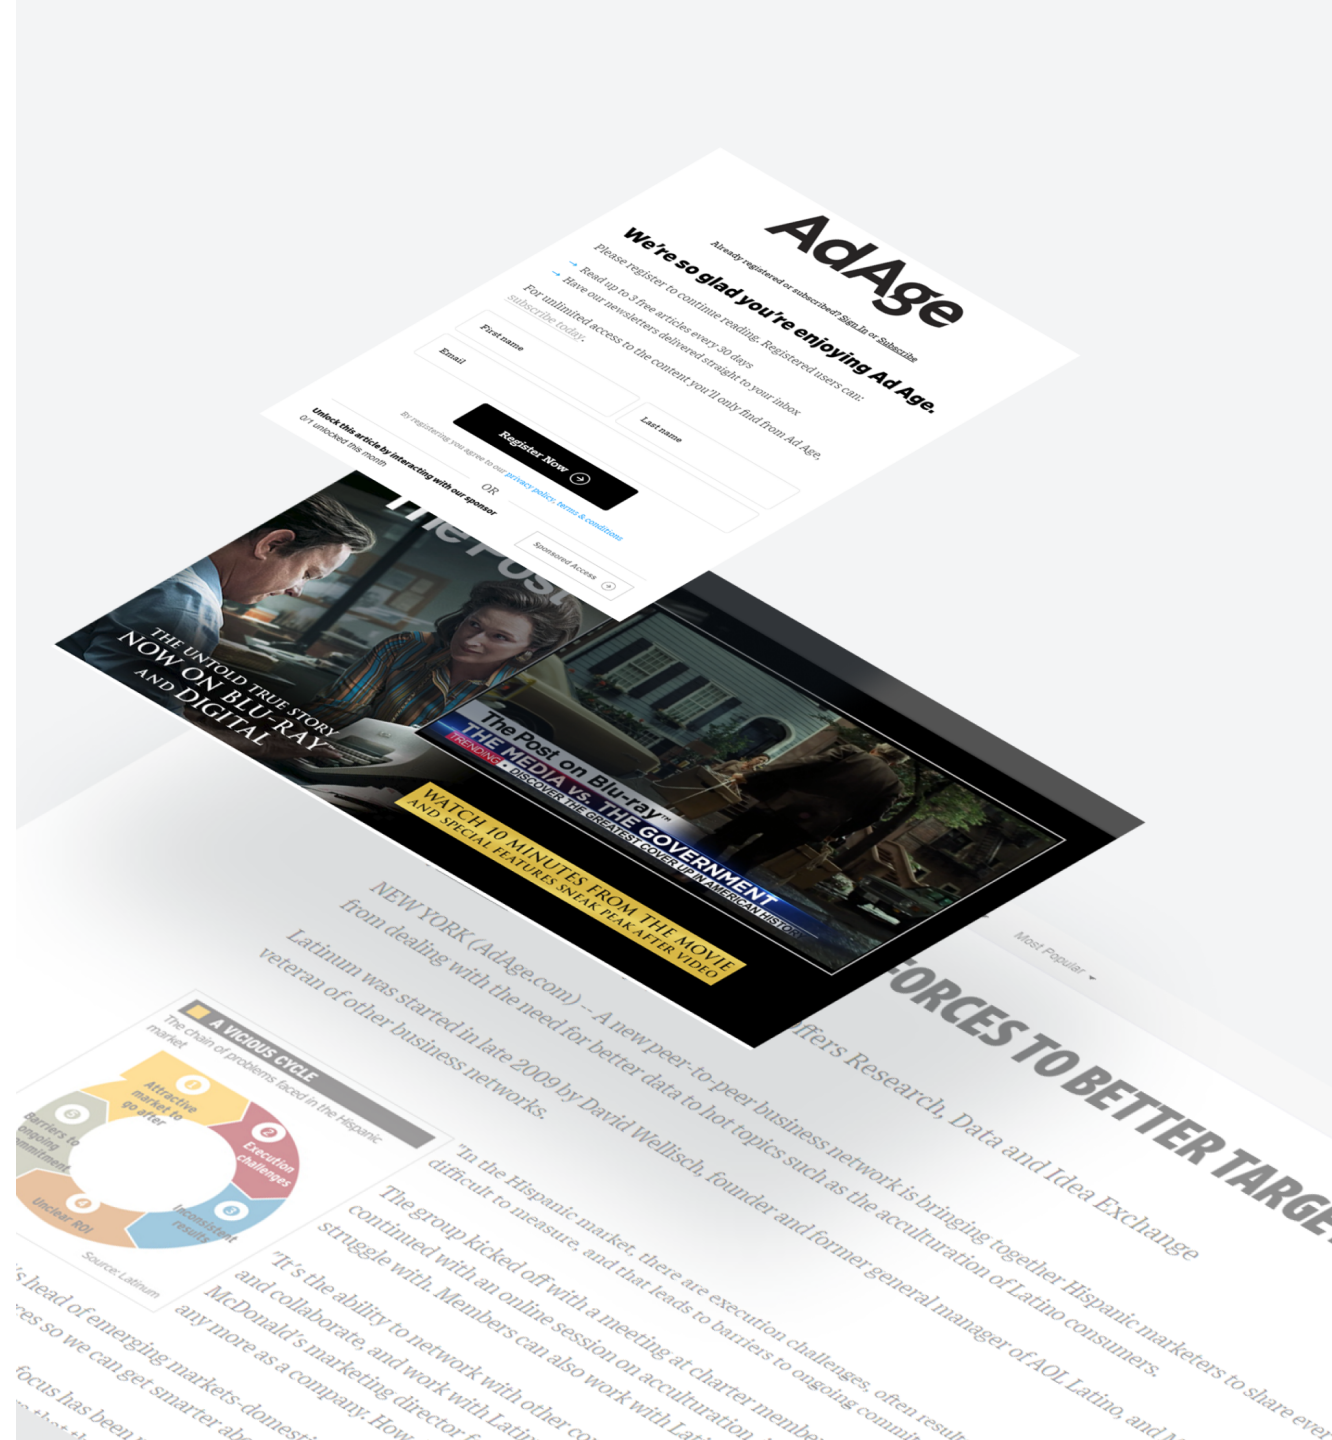 AdAge
Already registered or subscribed? Sign In or Subscribe
We're so glad you're enjoying Ad Age.
Please register to continue reading. Registered users can:
→ Read up to 3 free articles every 30 days
→ Have our newsletters delivered straight to your inbox
For unlimited access to the content you'll only find from Ad Age,
subscribe today.
First name
Last name
Email
Register Now
By registering you agree to our privacy policy, terms & conditions
OR
Unlock this article by interacting with our sponsor
0/1 unlocked this month
Sponsored Access
The Post
THE UNTOLD TRUE STORY
NOW ON BLU-RAY
AND DIGITAL
The Post on Blu-ray™
THE MEDIA vs. THE GOVERNMENT
TRENDING • DISCOVER THE GREATEST COVER UP IN AMERICAN HISTORY
WATCH 10 MINUTES FROM THE MOVIE
AND SPECIAL FEATURES SNEAK PEAK AFTER VIDEO
Most Popular
FORCES TO BETTER TARGE
ffers Research, Data and Idea Exchange
NEW YORK (AdAge.com) -- A new peer-to-peer business network is bringing together Hispanic marketers to share ever
from dealing with the need for better data to hot topics such as the acculturation of Latino consumers.
Latinum was started in late 2009 by David Wellisch, founder and former general manager of AOL Latino, and M
veteran of other business networks.
A VICIOUS CYCLE
The chain of problems faced in the Hispanic
market
1
Attractive
market to
go after
2
Execution
challenges
3
Inconsistent
results
4
Unclear ROI
5
Barriers to
ongoing
commitment
Source: Latinum
"In the Hispanic market, there are execution challenges, often result
difficult to measure, and that leads to barriers to ongoing commit
The group kicked off with a meeting at charter membe
continued with an online session on acculturation,
struggle with. Members can also work with Lati
"It's the ability to network with other co
and collaborate, and work with Latin
McDonald's marketing director f
any more as a company. How
's head of emerging markets-domesti
ces so we can get smarter abo
focus has been